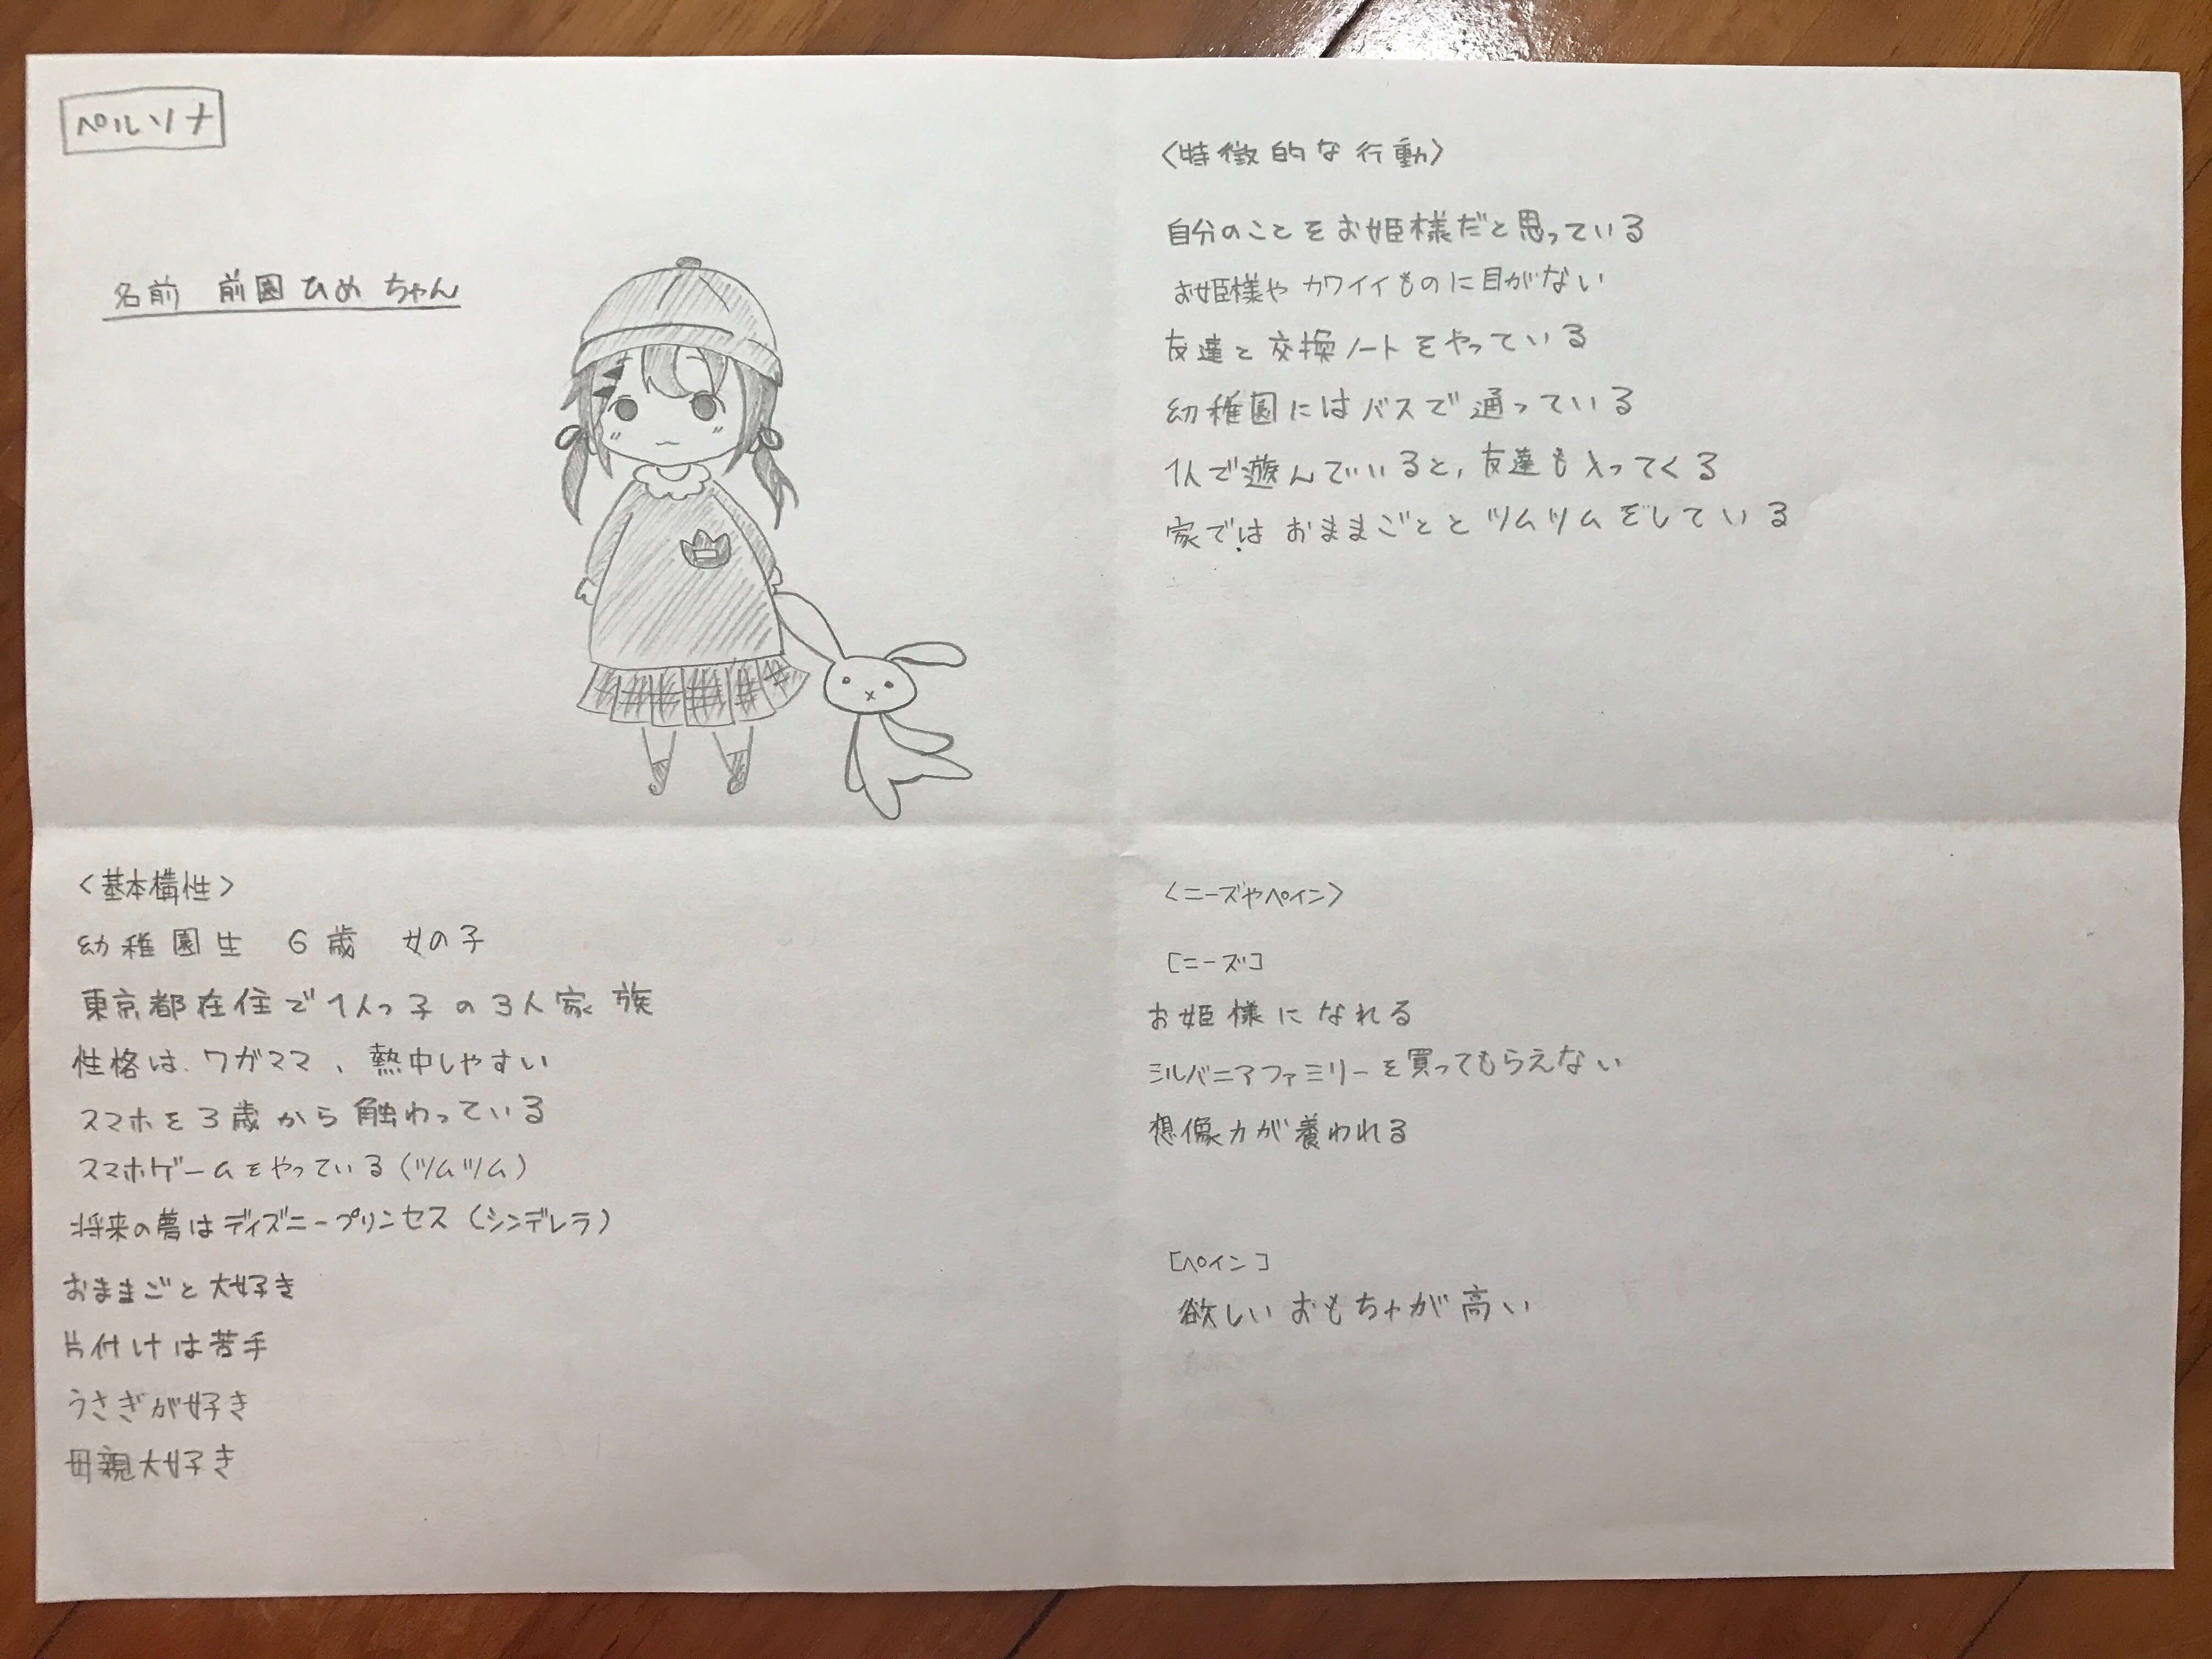 ペルソナ
名前 前園ひめちゃん
<基本構性>
幼稚園生 6歳 女の子
東京都在住で1人っ子の3人家族
性格は、ワガママ、熱中しやすい
スマホを3歳から触わっている
スマホゲームをやっている(ツムツム)
将来の夢はディズニープリンセス(シンデレラ)
おままごと大好き
片付けは苦手
うさぎが好き
母親大好き
<特徴的な行動>
自分のことをお姫様だと思っている
お姫様やカワイイものに目がない
友達と交換ノートをやっている
幼稚園にはバスで通っている
1人で遊んでいると、友達も入ってくる
家ではおままごととツムツムをしている
<ニーズやペイン>
[ニーズ]
お姫様になれる
シルバニアファミリーを買ってもらえない
想像力が養われる
[ペイン]
欲しいおもちゃが高い